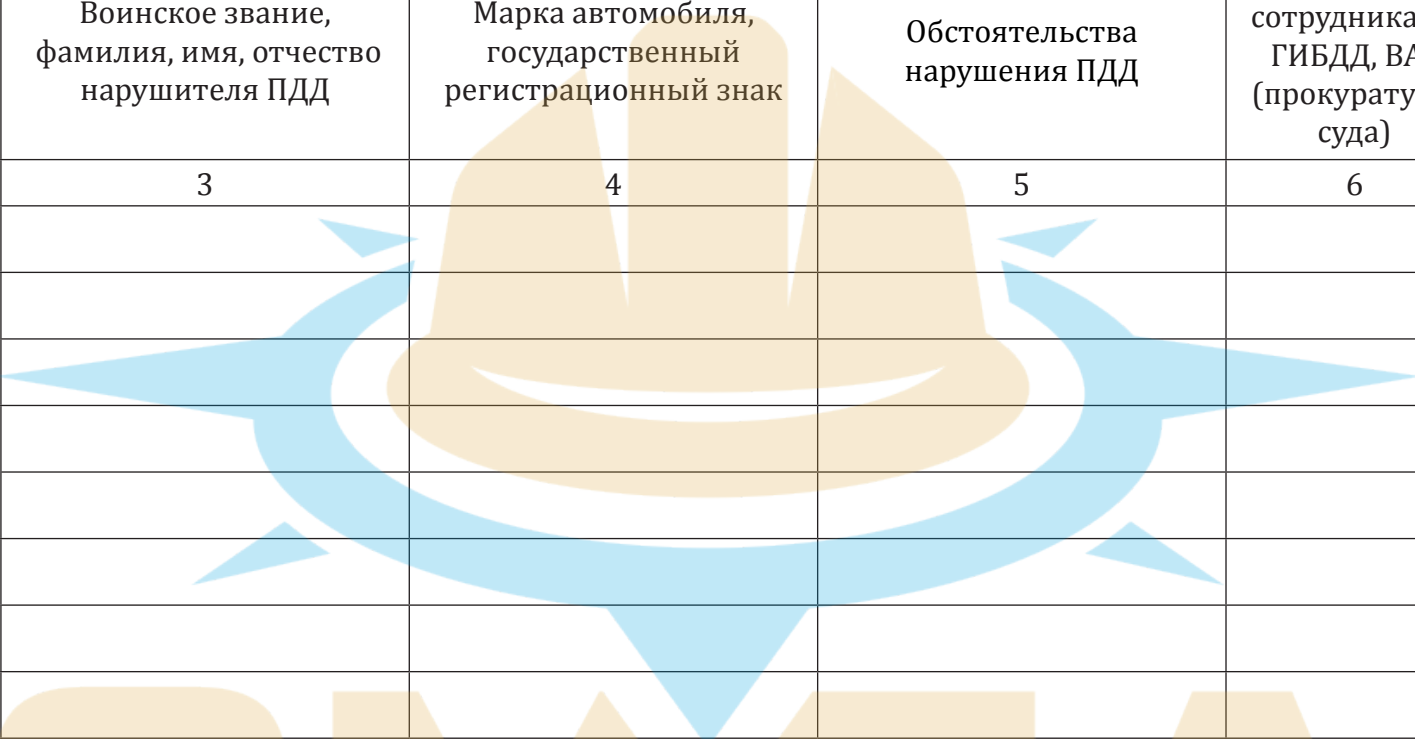 Воинское звание,
фамилия, имя, отчество
нарушителя ПДД
Марка автомобиля,
государственный
регистрационный знак
Обстоятельства
нарушения ПДД
сотрудника
ГИБДД, ВА
(прокурату
суда)
3 4 5 6